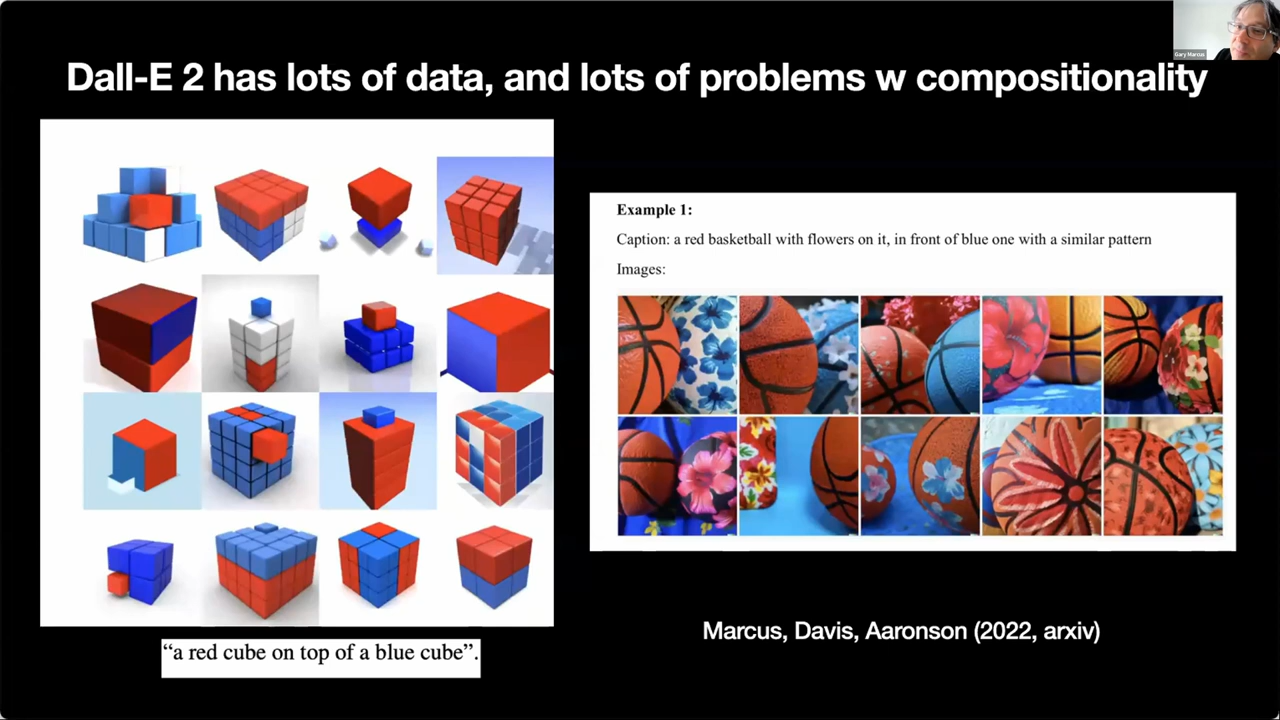 Gary Marcus
Dall-E 2 has lots of data, and lots of problems w compositionality
Example 1:
Caption: a red basketball with flowers on it, in front of blue one with a similar pattern
Images:
“a red cube on top of a blue cube”.
Marcus, Davis, Aaronson (2022, arxiv)